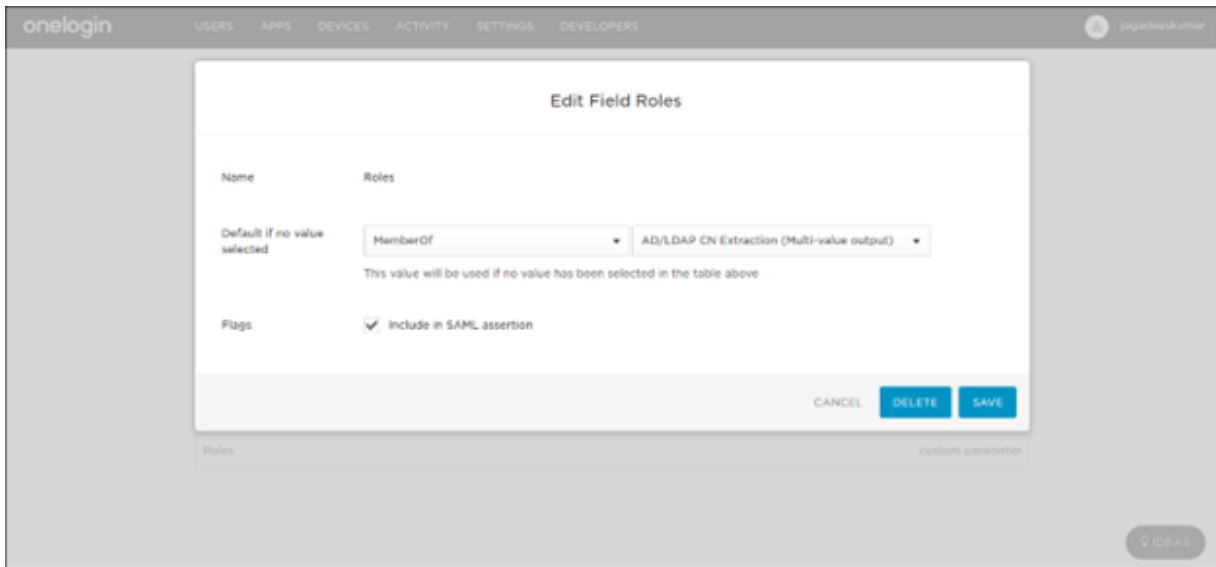 onelogin USERS APPS DEVICES ACTIVITY SETTINGS DEVELOPERS jagadeeskumar
Edit Field Roles
Name Roles
Default if no value
selected
MemberOf AD/LDAP CN Extraction (Multi-value output)
This value will be used if no value has been selected in the table above
Flags Include in SAML assertion
CANCEL DELETE SAVE
Roles custom parameter
IDEAS